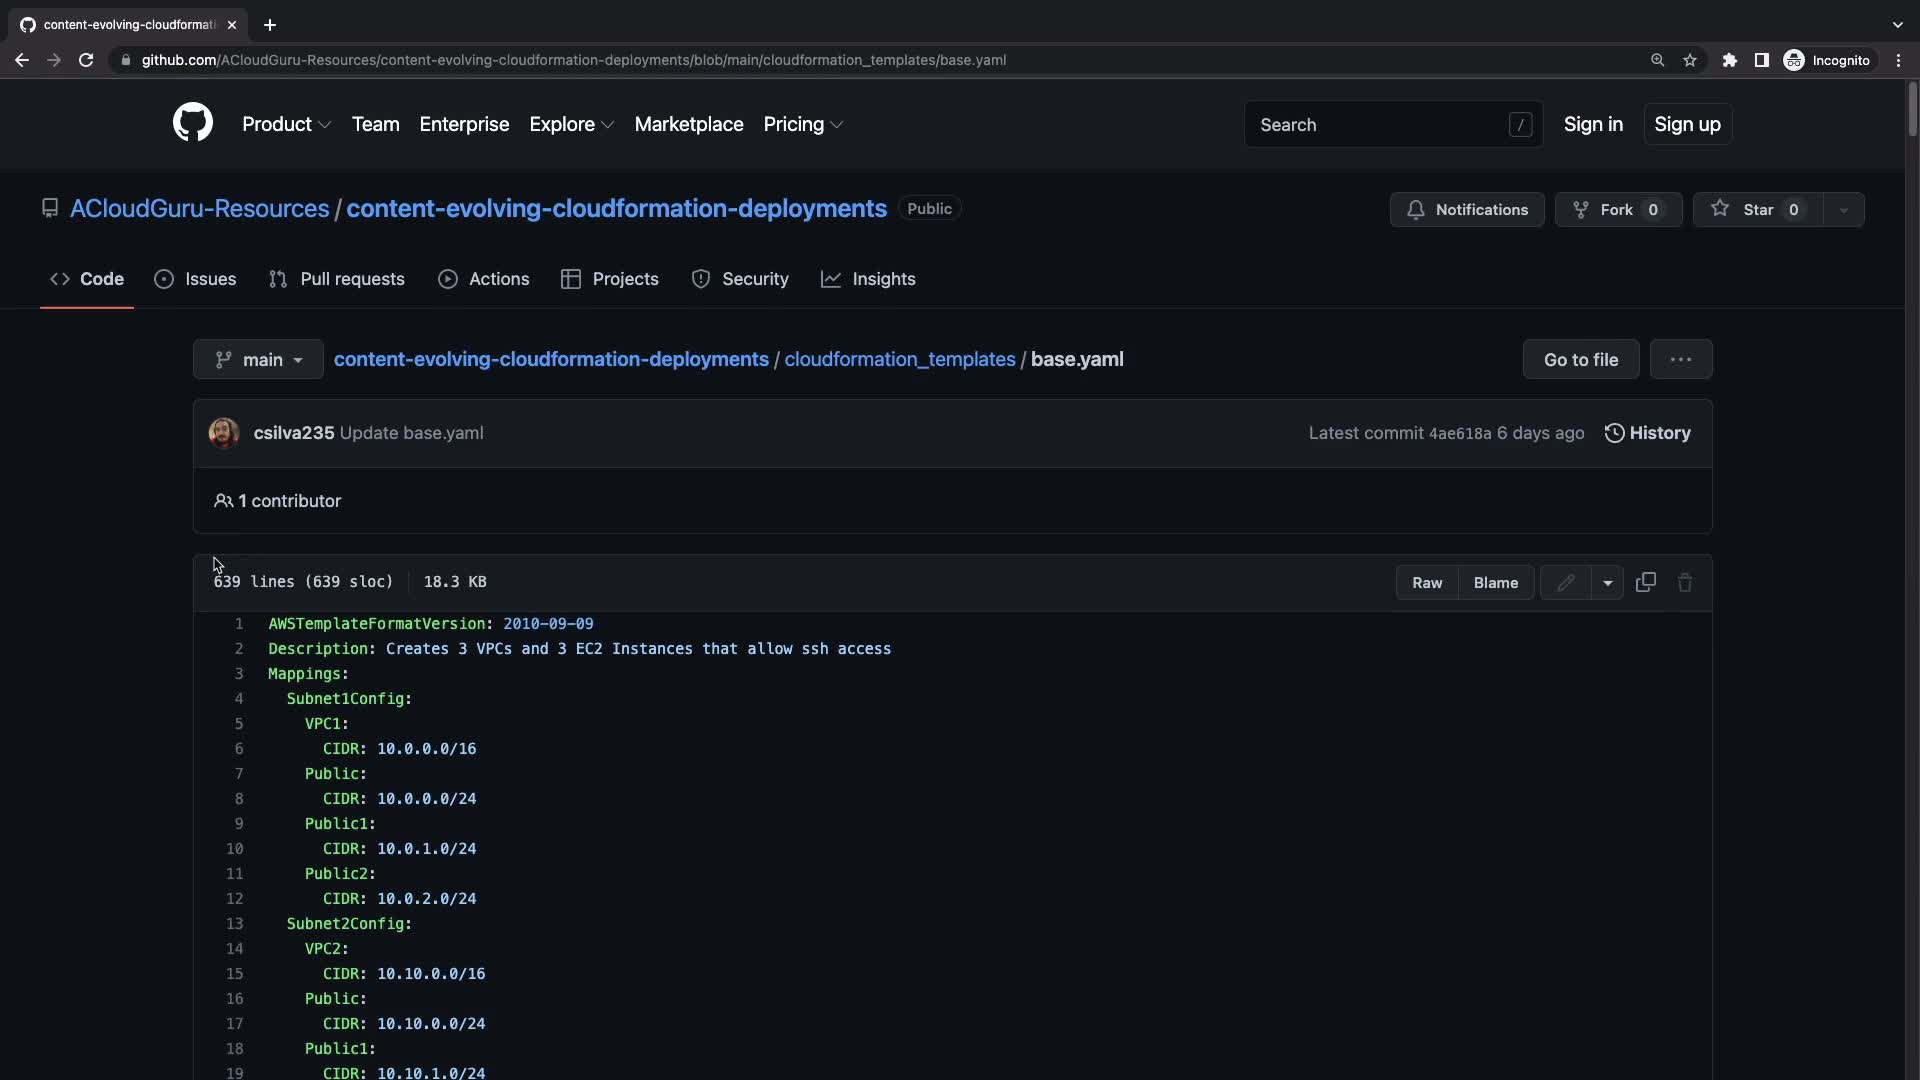 content-evolving-cloudformati
github.com/ACloudGuru-Resources/content-evolving-cloudformation-deployments/blob/main/cloudformation_templates/base.yaml
Incognito
Product Team Enterprise Explore Marketplace Pricing
Search /
Sign in
Sign up
ACloudGuru-Resources / content-evolving-cloudformation-deployments Public
Notifications Fork 0 Star 0
Code Issues Pull requests Actions Projects Security Insights
main content-evolving-cloudformation-deployments / cloudformation_templates / base.yaml
Go to file
csilva235 Update base.yaml
Latest commit 4ae618a 6 days ago History
1 contributor
639 lines (639 sloc) 18.3 KB
Raw Blame
1 AWSTemplateFormatVersion: 2010-09-09
2 Description: Creates 3 VPCs and 3 EC2 Instances that allow ssh access
3 Mappings:
4 Subnet1Config:
5 VPC1:
6 CIDR: 10.0.0.0/16
7 Public:
8 CIDR: 10.0.0.0/24
9 Public1:
10 CIDR: 10.0.1.0/24
11 Public2:
12 CIDR: 10.0.2.0/24
13 Subnet2Config:
14 VPC2:
15 CIDR: 10.10.0.0/16
16 Public:
17 CIDR: 10.10.0.0/24
18 Public1:
19 CIDR: 10.10.1.0/24